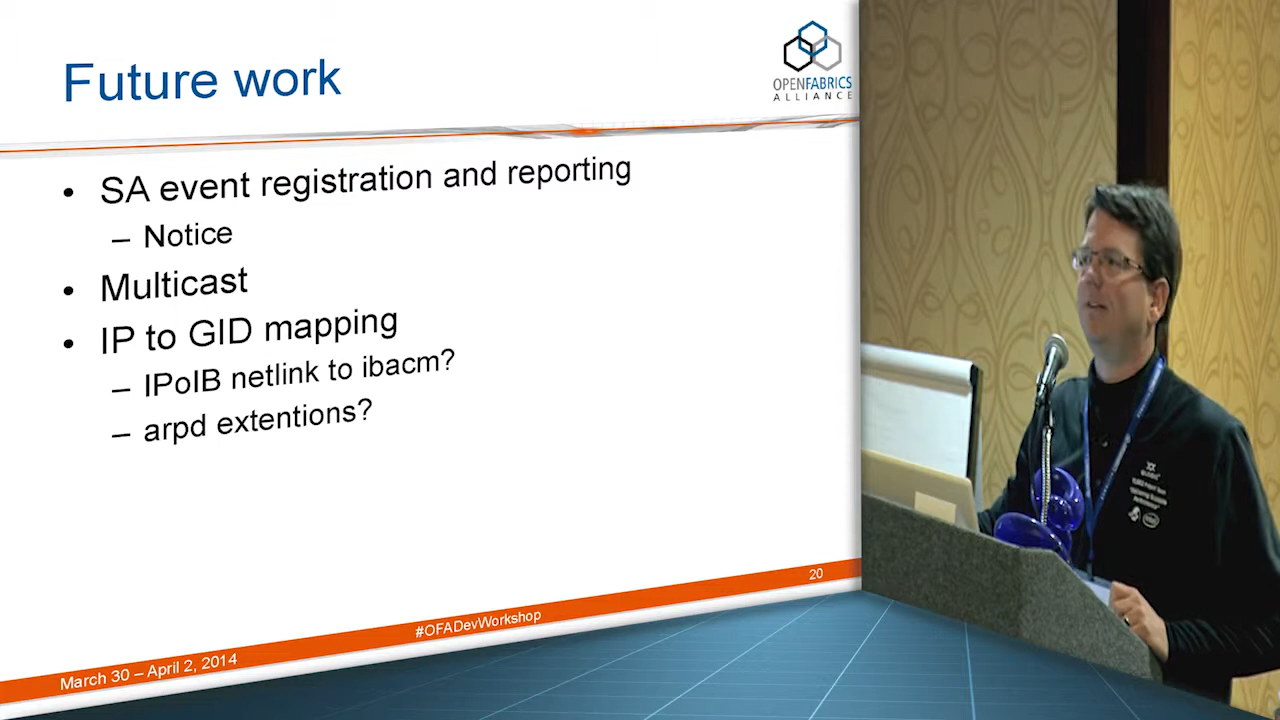 Future work
OPENFABRICS
ALLIANCE
• SA event registration and reporting
– Notice
• Multicast
• IP to GID mapping
– IPoIB netlink to ibacm?
– arpd extentions?
20
#OFADevWorkshop
March 30 – April 2, 2014